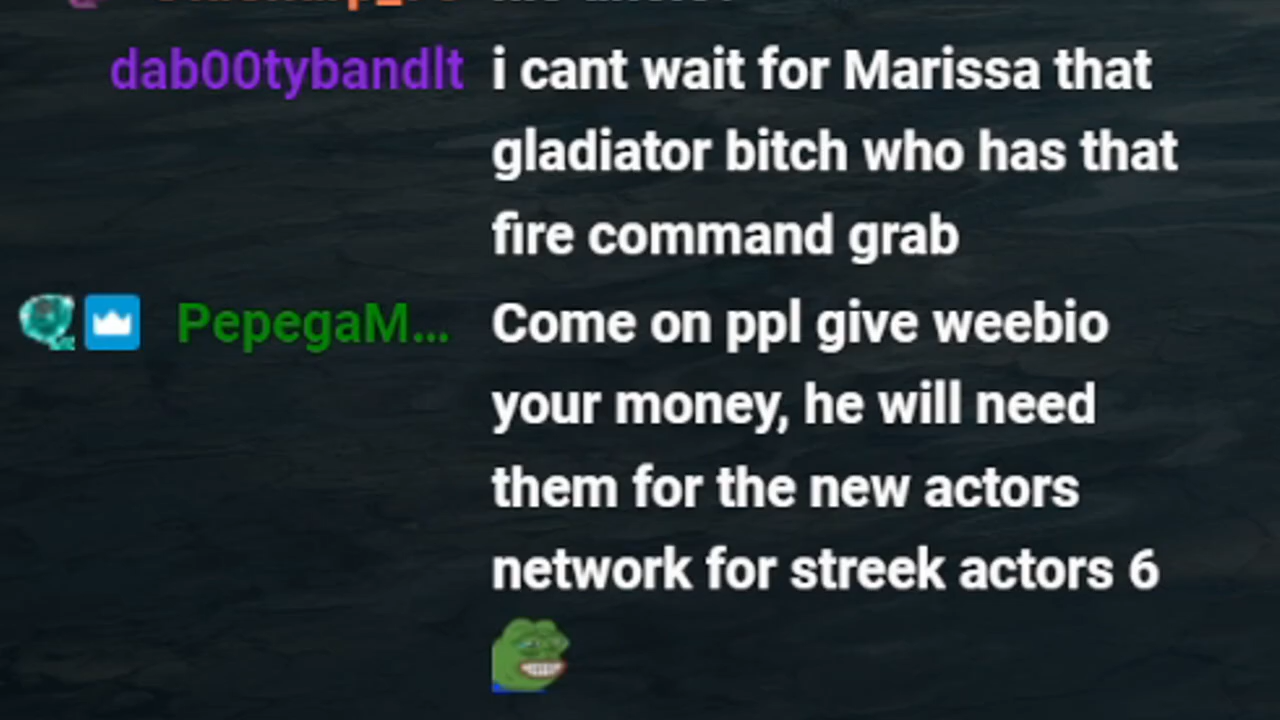 dab00tybandlt i cant wait for Marissa that
gladiator bitch who has that
fire command grab
PepegaM... Come on ppl give weebio
your money, he will need
them for the new actors
network for streek actors 6